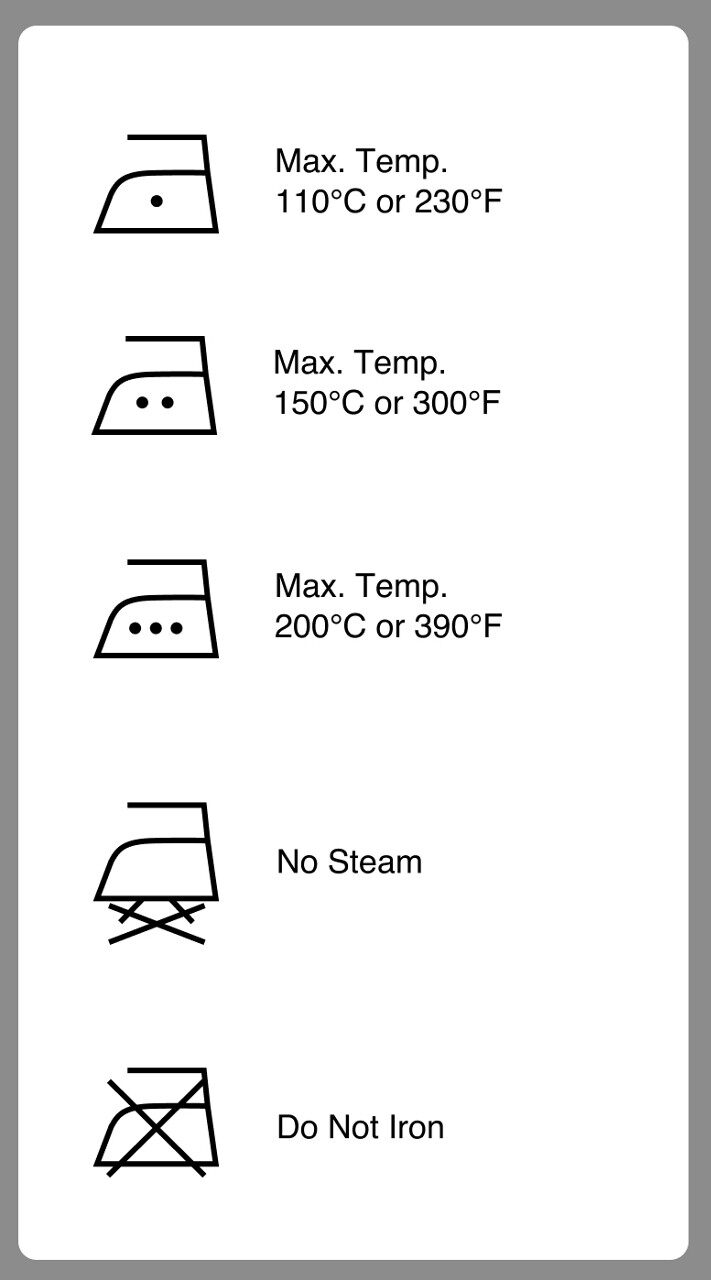 Max. Temp.
110°C or 230°F
Max. Temp.
150°C or 300°F
Max. Temp.
200°C or 390°F
No Steam
Do Not Iron